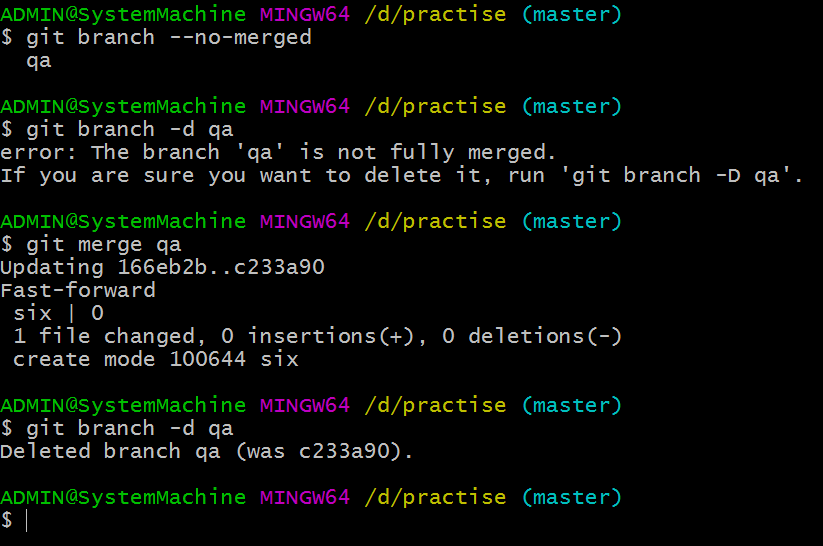 ADMIN@SystemMachine MINGW64 /d/practise (master)
$ git branch --no-merged
  qa
ADMIN@SystemMachine MINGW64 /d/practise (master)
$ git branch -d qa
error: The branch 'qa' is not fully merged.
If you are sure you want to delete it, run 'git branch -D qa'.
ADMIN@SystemMachine MINGW64 /d/practise (master)
$ git merge qa
Updating 166eb2b..c233a90
Fast-forward
 six | 0
 1 file changed, 0 insertions(+), 0 deletions(-)
 create mode 100644 six
ADMIN@SystemMachine MINGW64 /d/practise (master)
$ git branch -d qa
Deleted branch qa (was c233a90).
ADMIN@SystemMachine MINGW64 /d/practise (master)
$